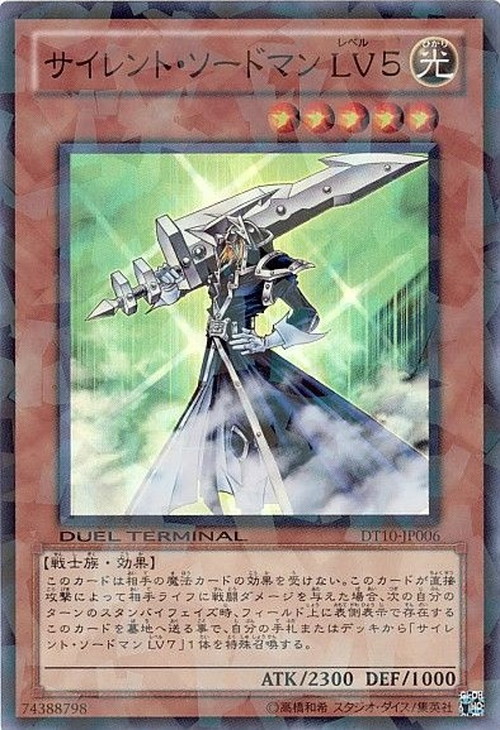 サイレント・ソードマン LV5
レベル
光
ひかり
DUEL TERMINAL
DT10-JP006
【戦士族・効果】
このカードは相手の魔法カードの効果を受けない。このカードが直接
攻撃によって相手ライフに戦闘ダメージを与えた場合、次の自分の
ターンのスタンバイフェイズ時、フィールド上に表側表示で存在する
このカードを墓地へ送る事で、自分の手札またはデッキから「サイレ
ント・ソードマン LV7」1体を特殊召喚する。
ATK/2300 DEF/1000
74388798
©高橋和希 スタジオ・ダイス/集英社